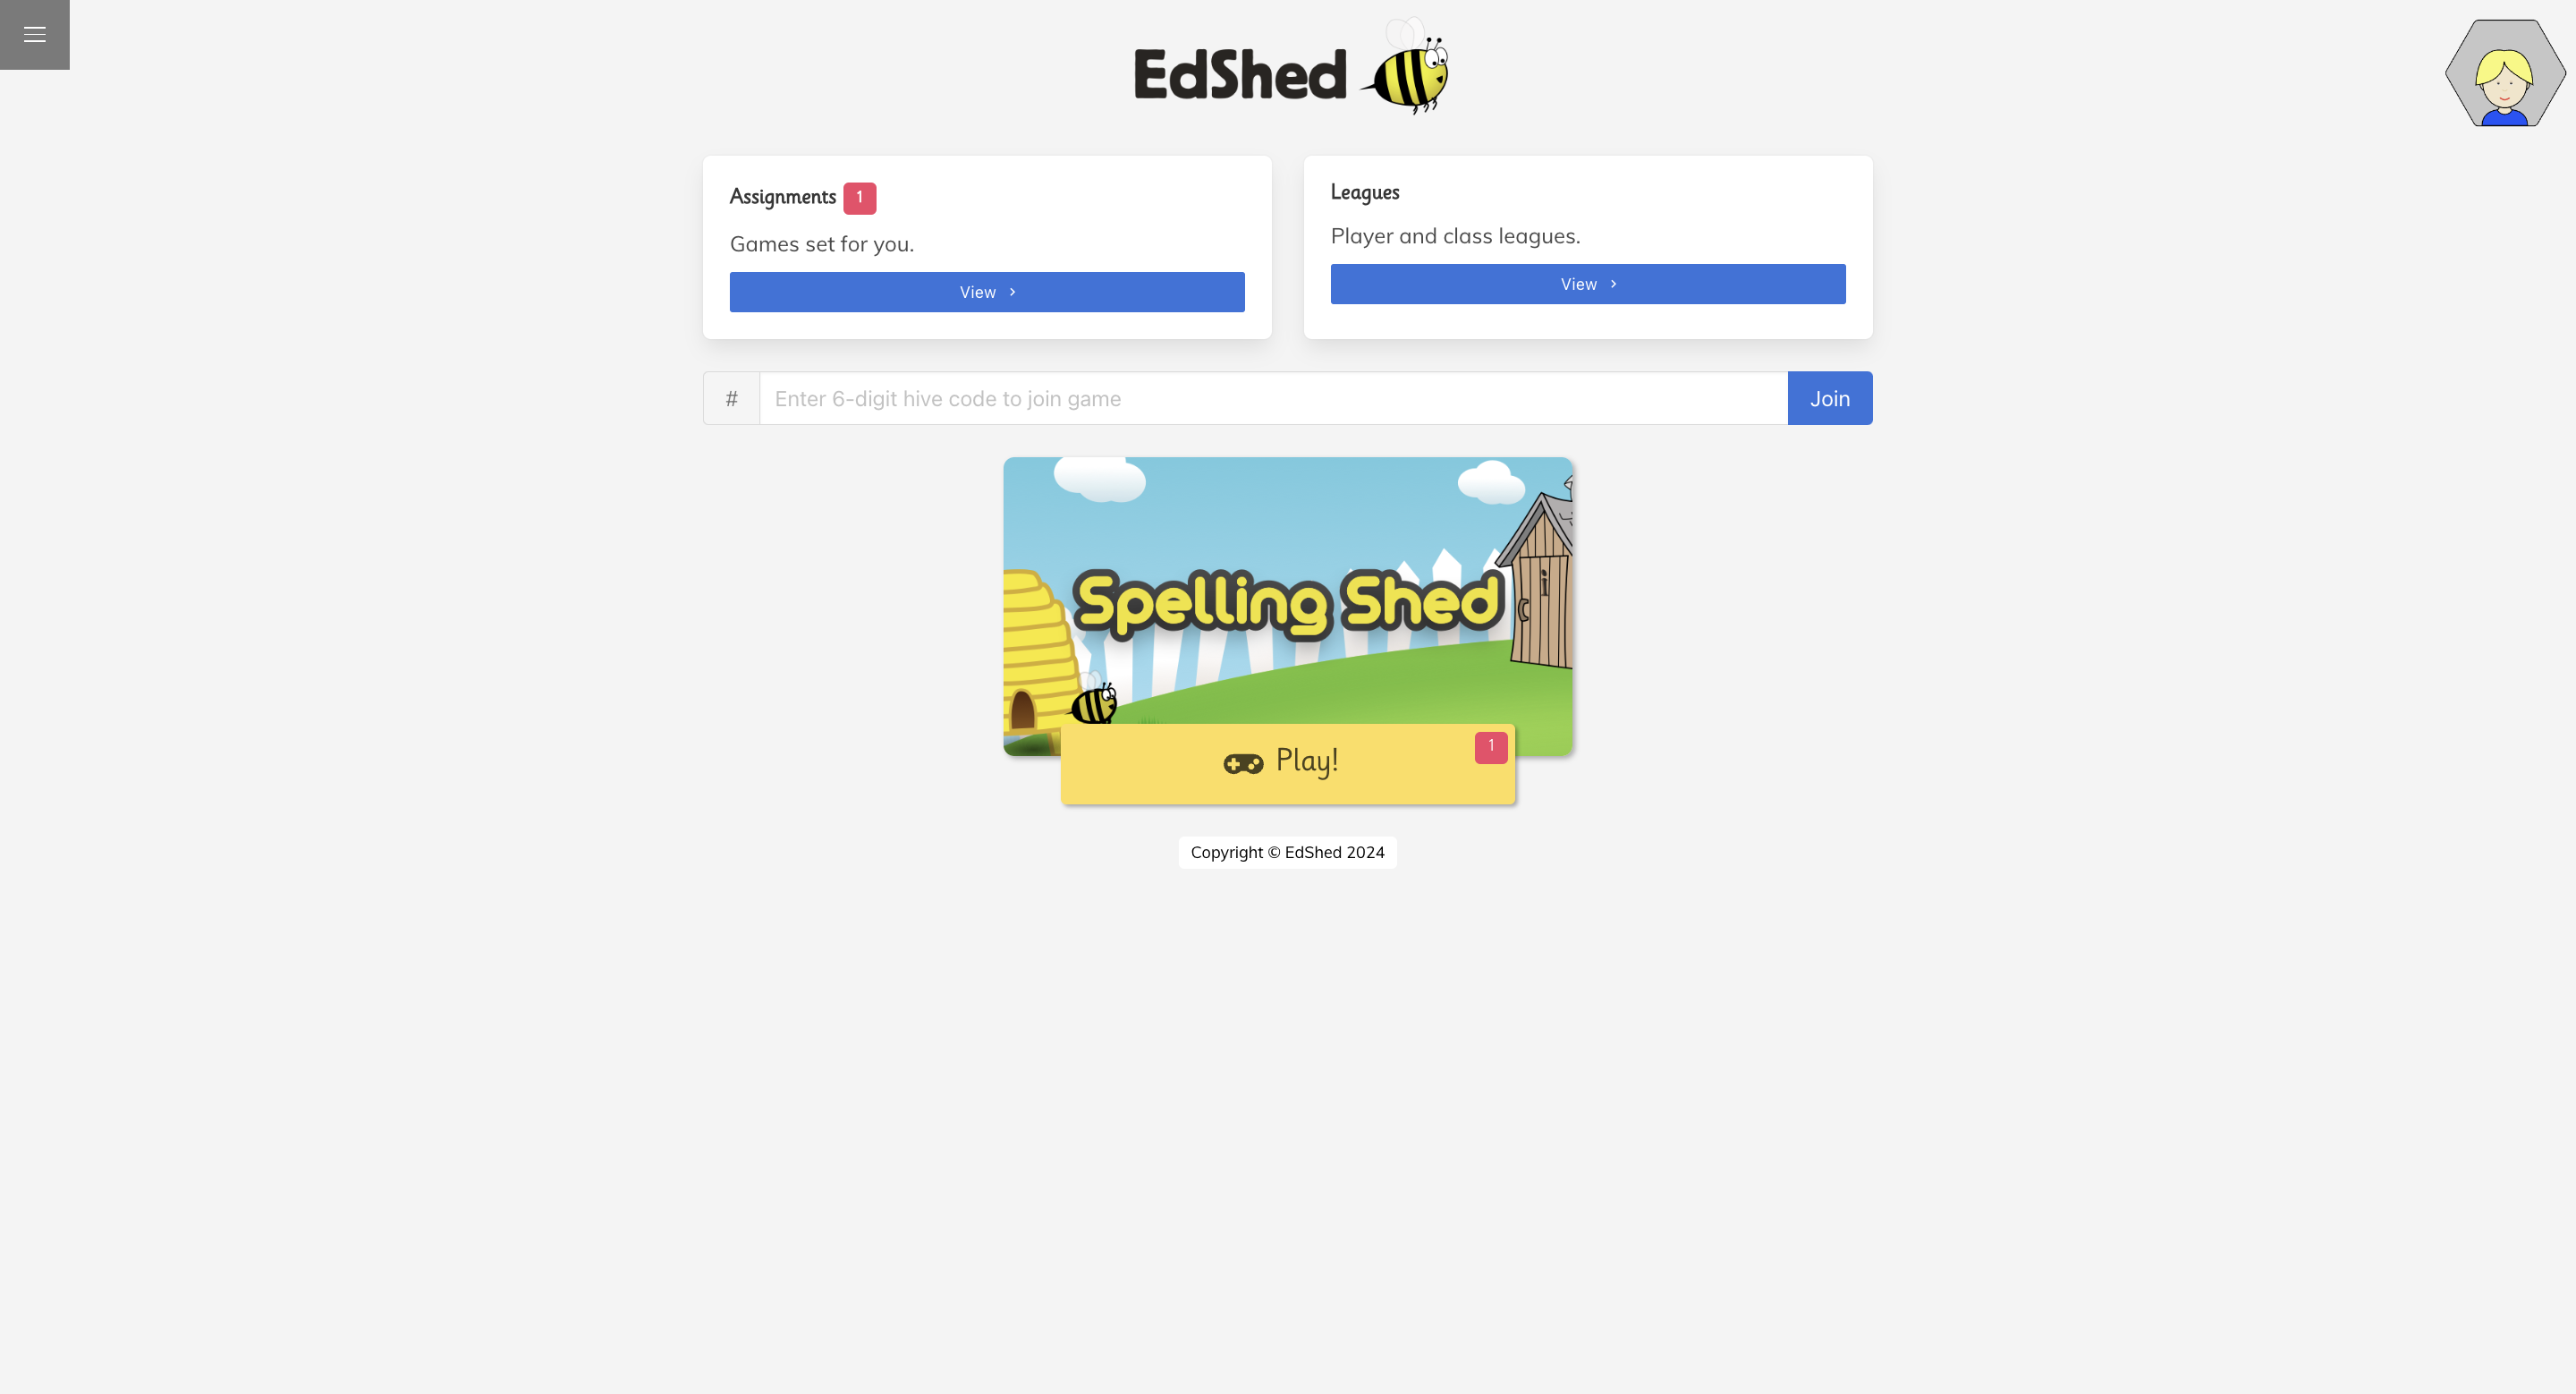 EdShed
Assignments 1
Games set for you.
View
Leagues
Player and class leagues.
View
# Enter 6-digit hive code to join game Join
Spelling Shed
Play! 1
Copyright © EdShed 2024